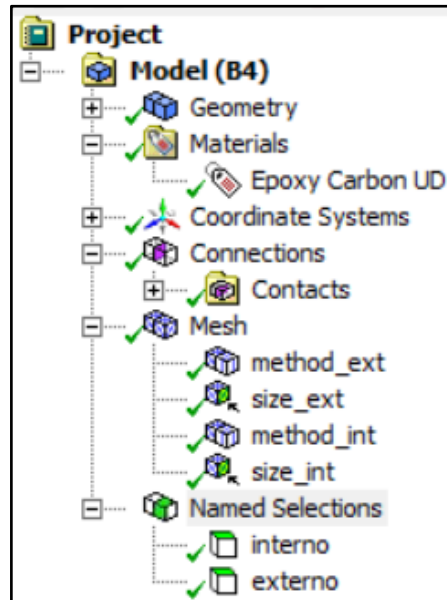 Project
Model (B4)
Geometry
Materials
Epoxy Carbon UD
Coordinate Systems
Connections
Contacts
Mesh
method_ext
size_ext
method_int
size_int
Named Selections
interno
externo